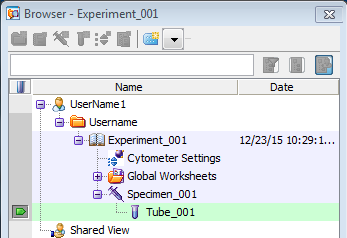 Browser - Experiment_001
Name Date
UserName1
Username
Experiment_001 12/23/15 10:29:1...
Cytometer Settings
Global Worksheets
Specimen_001
Tube_001
Shared View